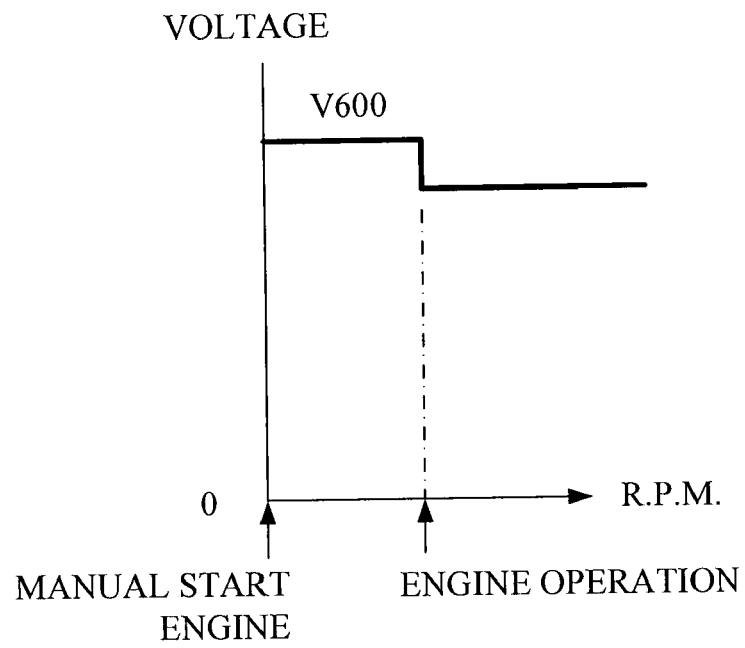 VOLTAGE
V600
0
R.P.M.
MANUAL START
ENGINE
ENGINE OPERATION